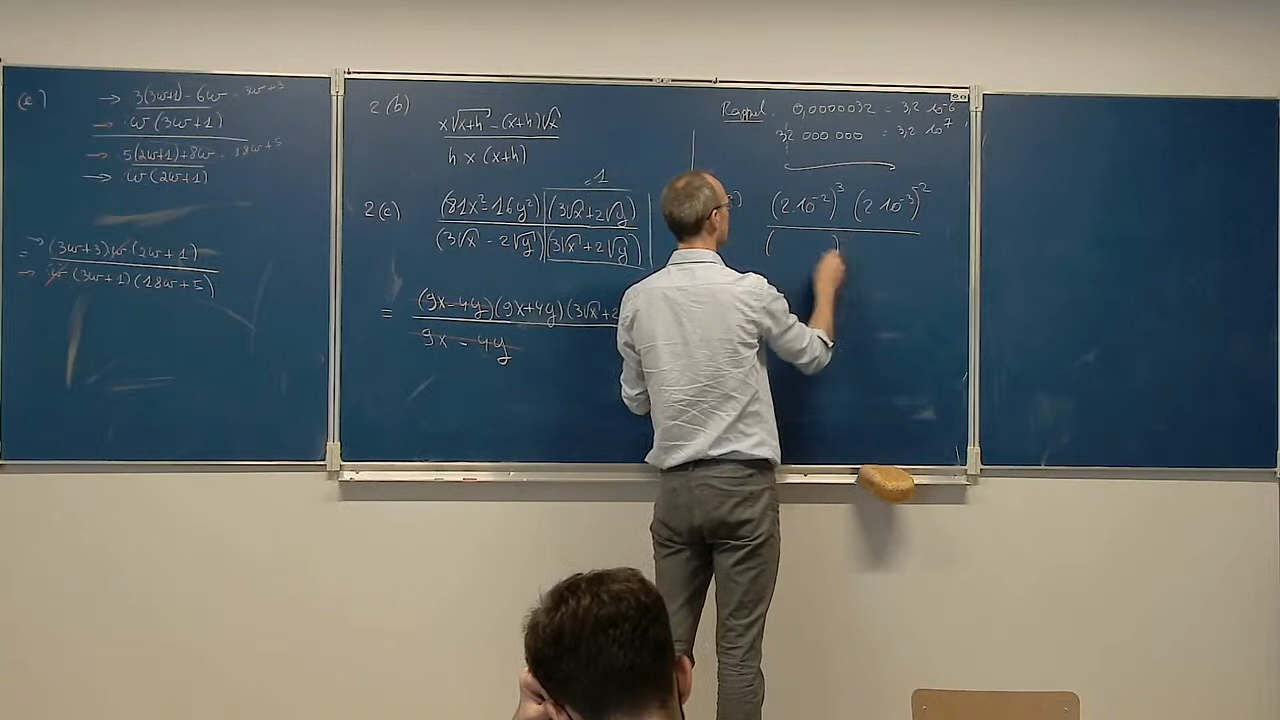 (e)
→ 3(3w+1) - 6w = 3w+3
→ w(3w+1)
→ 5(2w+1)+8w = 18w+5
→ w(2w+1)
= (3w+3)w(2w+1)
w(3w+1)(18w+5)
2(b)
x√x+h - (x+h)√x
h x (x+h)
2(c)
=1
(81x²-16y²)(3√x+2√y)
(3√x - 2√y)(3√x+2√y)
= (9x-4y)(9x+4y)(3√x+2
9x - 4y
Rappel : 0,0000032 = 3,2 10⁻⁶
32 000 000 = 3,2 10⁷
(2·10⁻²)³ (2·10⁻³)⁻²
( )